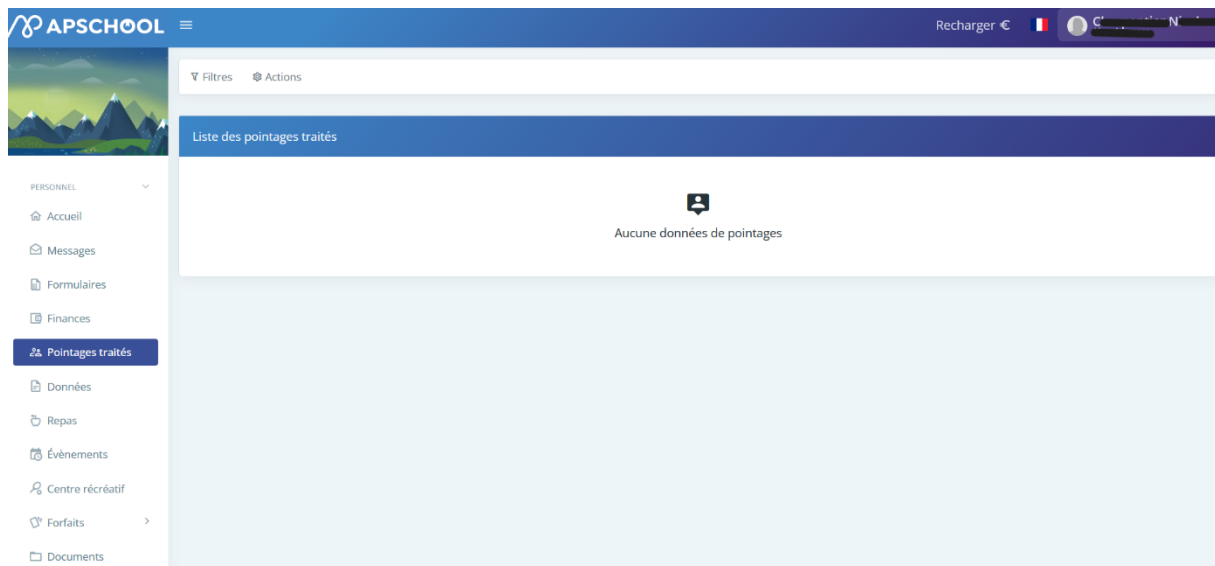 APSCHOOL
Recharger €
Filtres
Actions
Liste des pointages traités
Aucune données de pointages
PERSONNEL
Accueil
Messages
Formulaires
Finances
Pointages traités
Données
Repas
Évènements
Centre récréatif
Forfaits
Documents